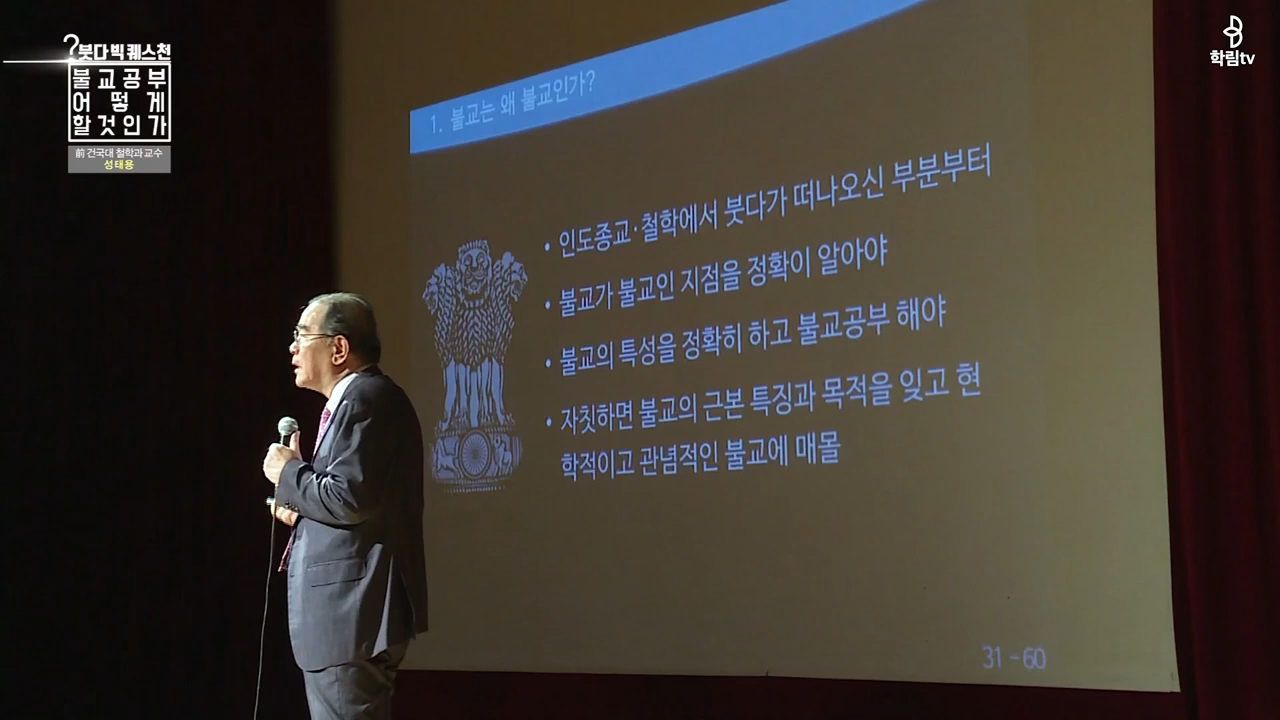 ?붓다 빅 퀘스천
불교공부
어떻게
할것인가
前 건국대 철학과 교수
성태용
학림tv
1. 불교는 왜 불교인가?
• 인도종교·철학에서 붓다가 떠나오신 부분부터
• 불교가 불교인 지점을 정확이 알아야
• 불교의 특성을 정확히 하고 불교공부 해야
• 자칫하면 불교의 근본 특징과 목적을 잊고 현
학적이고 관념적인 불교에 매몰
31 - 60